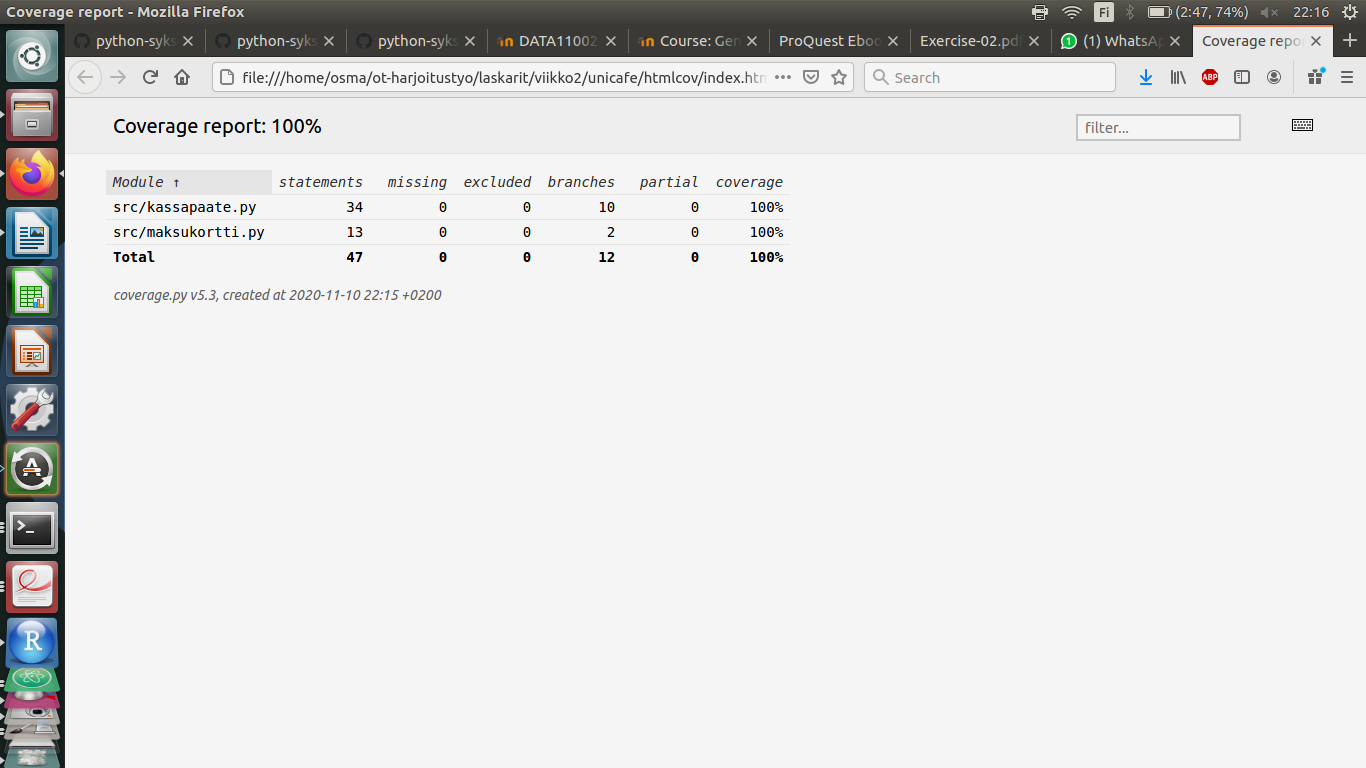 Coverage report - Mozilla Firefox Fi (2:47, 74%) 22:16
python-syks python-syks python-syks DATA11002 Course: Gen ProQuest Eboo Exercise-02.pdf (1) WhatsAp Coverage repo
file:///home/osma/ot-harjoitustyo/laskarit/viikko2/unicafe/htmlcov/index.htm Search ABP
Coverage report: 100% filter...
Module ↑ statements missing excluded branches partial coverage
src/kassapaate.py 34 0 0 10 0 100%
src/maksukortti.py 13 0 0 2 0 100%
Total 47 0 0 12 0 100%
coverage.py v5.3, created at 2020-11-10 22:15 +0200